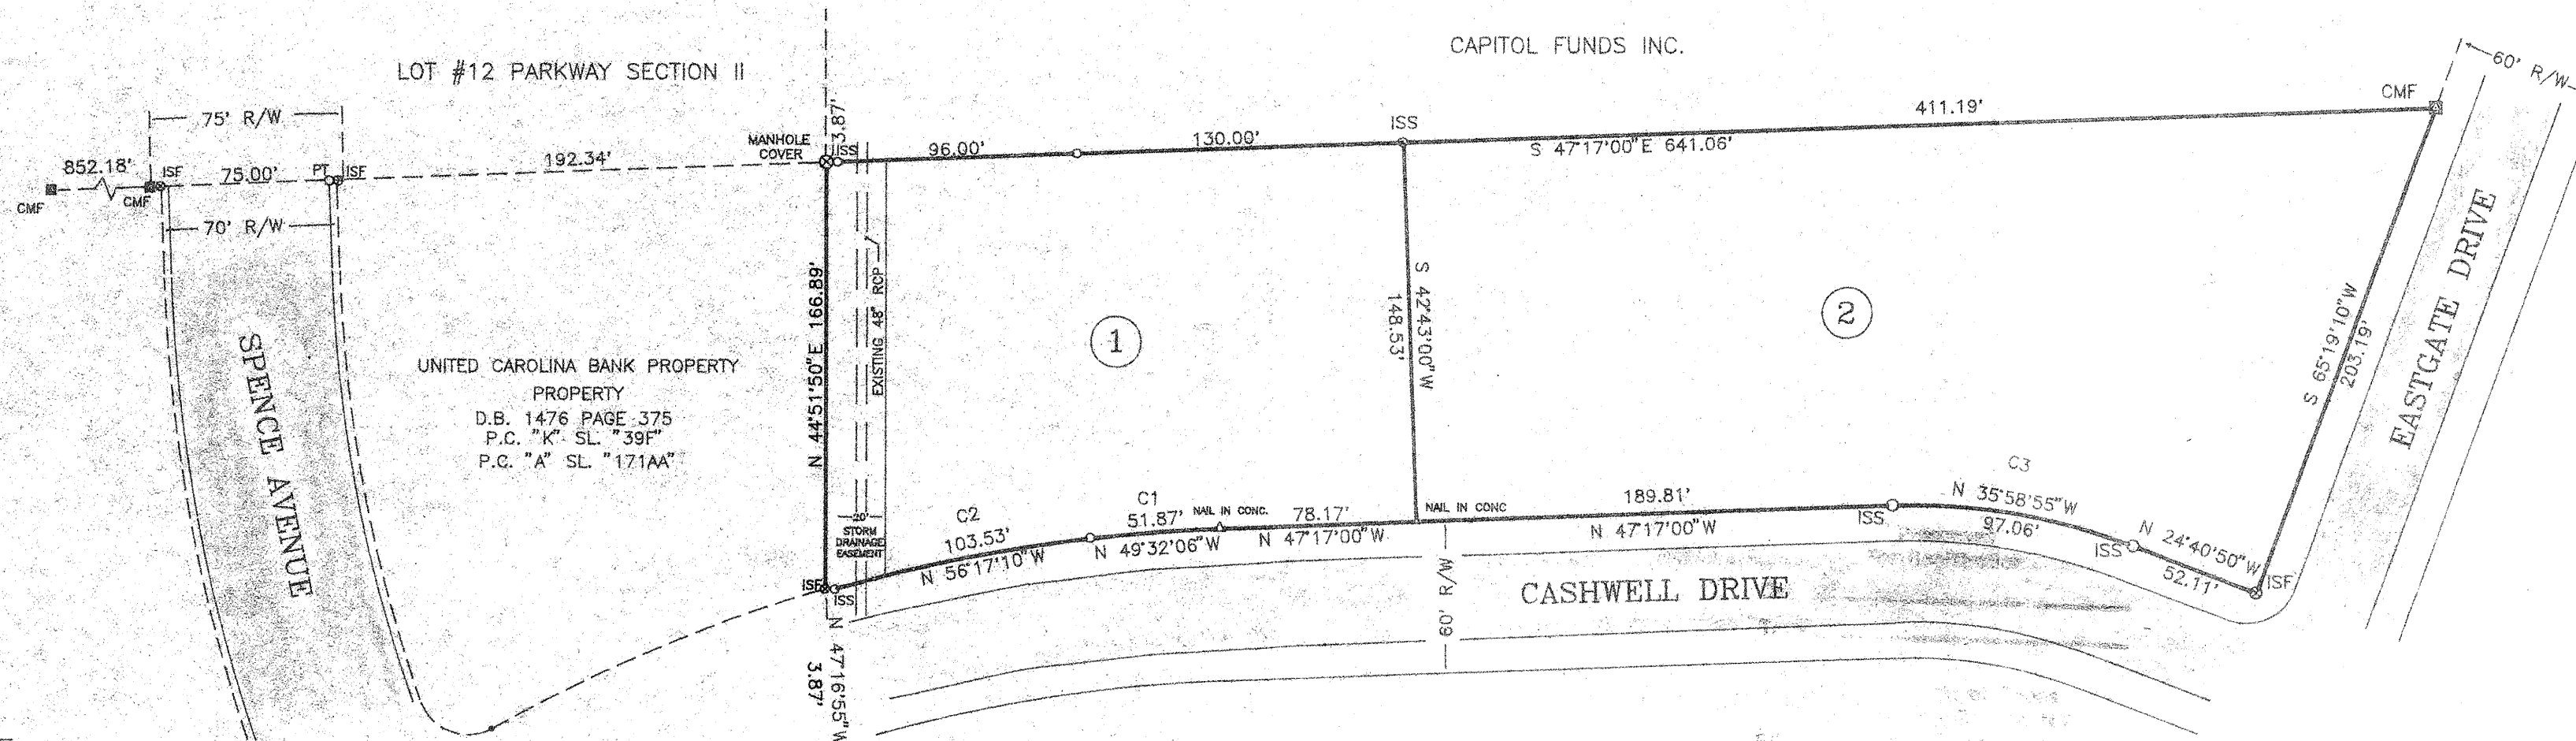 CAPITOL FUNDS INC.
LOT #12 PARKWAY SECTION II
60' R/W
75' R/W
CMF
3.87'
411.19'
ISS
MANHOLE
COVER
ISS
96.00'
130.00'
S 47°17'00"E 641.06'
852.18'
ISF
75.00'
PT
ISF
192.34'
CMF
CMF
70' R/W
N 44°51'50"E 166.89'
EXISTING 48" RCP
1
S 42°43'00"W
148.53'
2
S 65°19'10"W
203.19'
EASTGATE DRIVE
SPENCE AVENUE
UNITED CAROLINA BANK PROPERTY
PROPERTY
D.B. 1476 PAGE 375
P.C. "K" SL. "39F"
P.C. "A" SL. "171AA"
20'
STORM
DRAINAGE
EASEMENT
C2
103.53'
N 56°17'10"W
C1
51.87'
N 49°32'06"W
NAIL IN CONC.
78.17'
N 47°17'00"W
NAIL IN CONC
189.81'
N 47°17'00"W
ISS
C3
N 35°58'55"W
97.06'
ISS
N 24°40'50"W
52.11'
ISF
ISF
ISS
60' R/W
CASHWELL DRIVE
N 47°16'55"W
3.87'